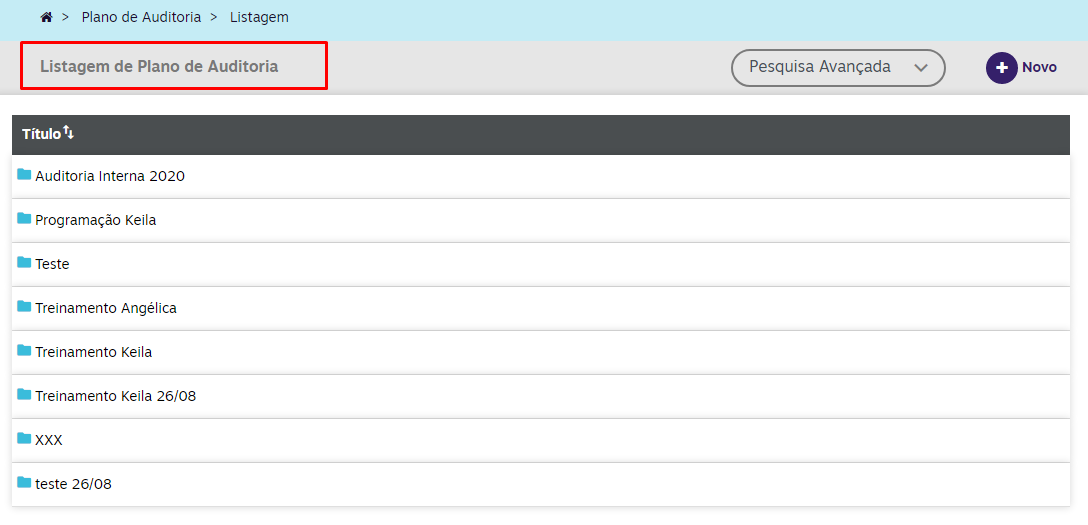 > Plano de Auditoria > Listagem
Listagem de Plano de Auditoria
Pesquisa Avançada
Novo
Título
Auditoria Interna 2020
Programação Keila
Teste
Treinamento Angélica
Treinamento Keila
Treinamento Keila 26/08
XXX
teste 26/08